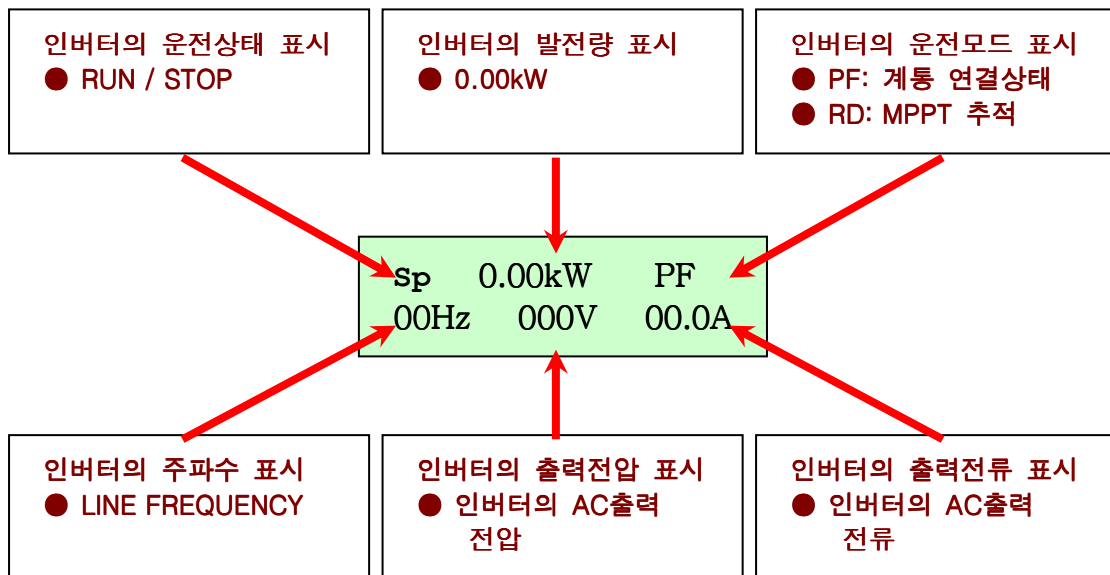 인버터의 운전상태 표시
● RUN / STOP
인버터의 발전량 표시
● 0.00kW
인버터의 운전모드 표시
● PF: 계통 연결상태
● RD: MPPT 추적
Sp 0.00kW PF
00Hz 000V 00.0A
인버터의 주파수 표시
● LINE FREQUENCY
인버터의 출력전압 표시
● 인버터의 AC출력
전압
인버터의 출력전류 표시
● 인버터의 AC출력
전류